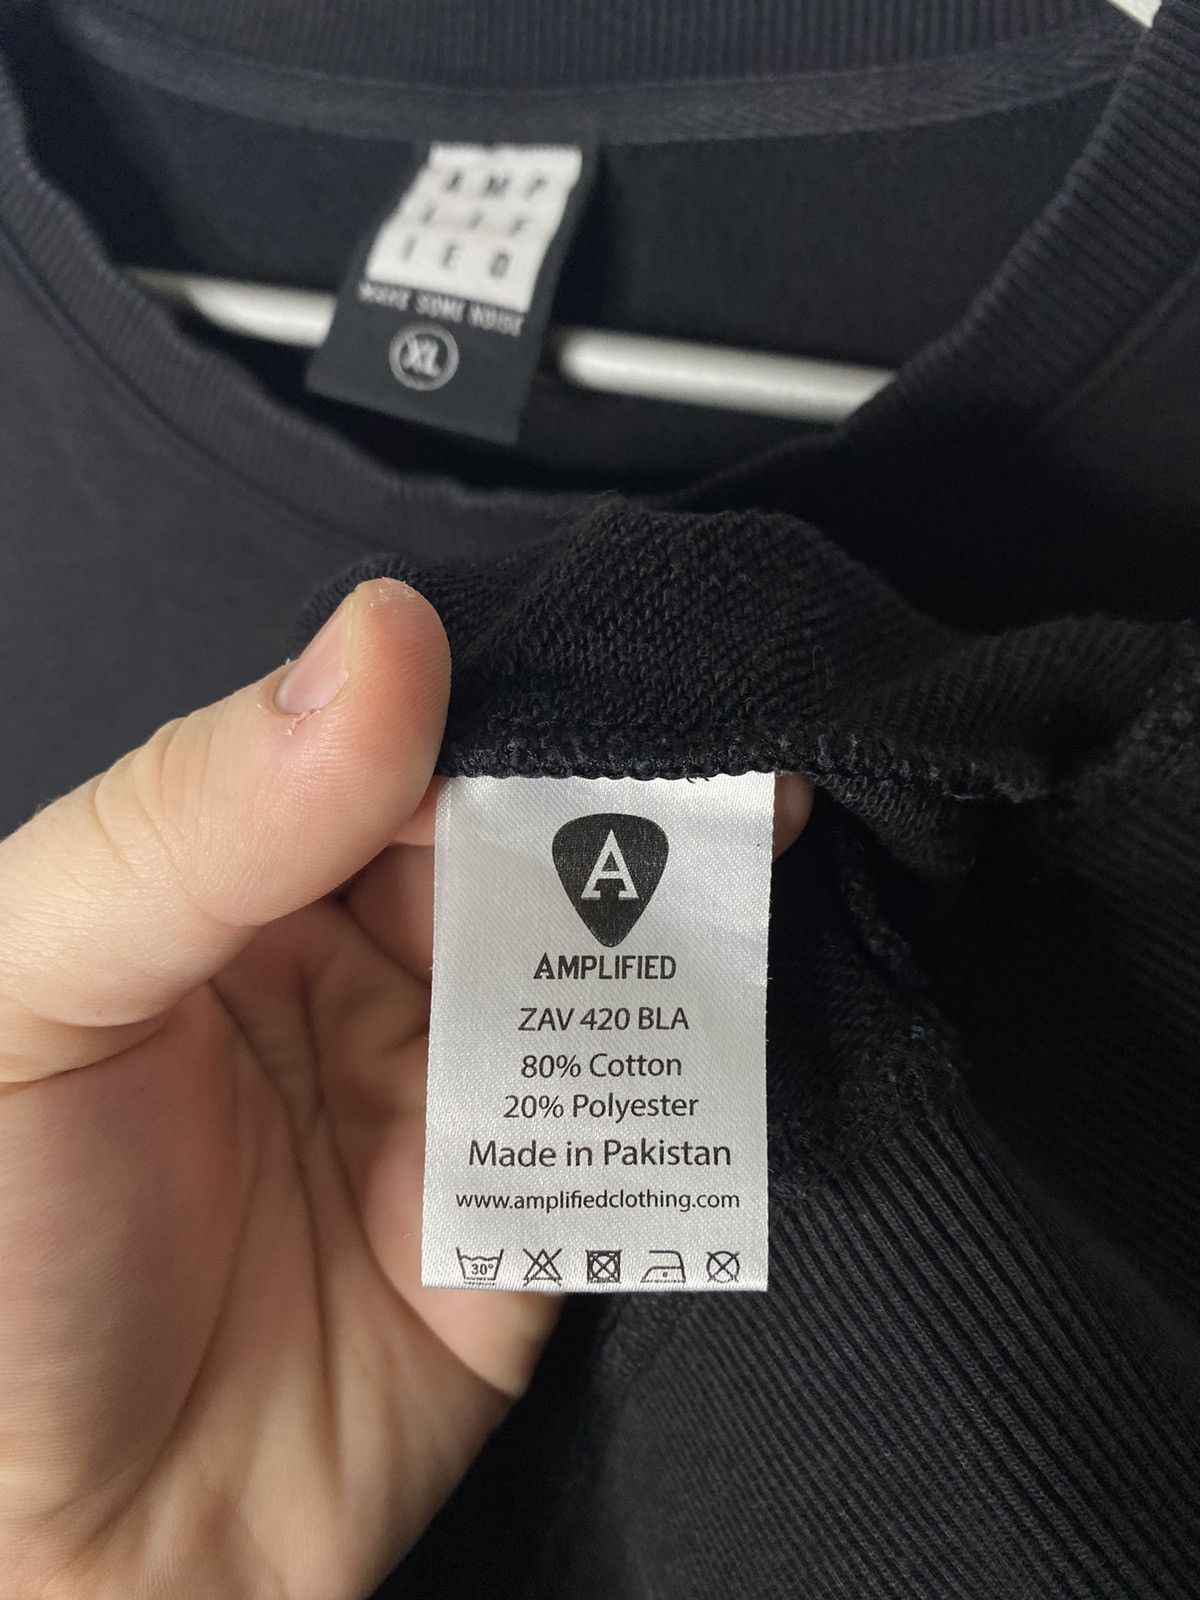 AMP
LIF
IED
MAKE SOME NOISE
XL
A
AMPLIFIED
ZAV 420 BLA
80% Cotton
20% Polyester
Made in Pakistan
www.amplifiedclothing.com
30°